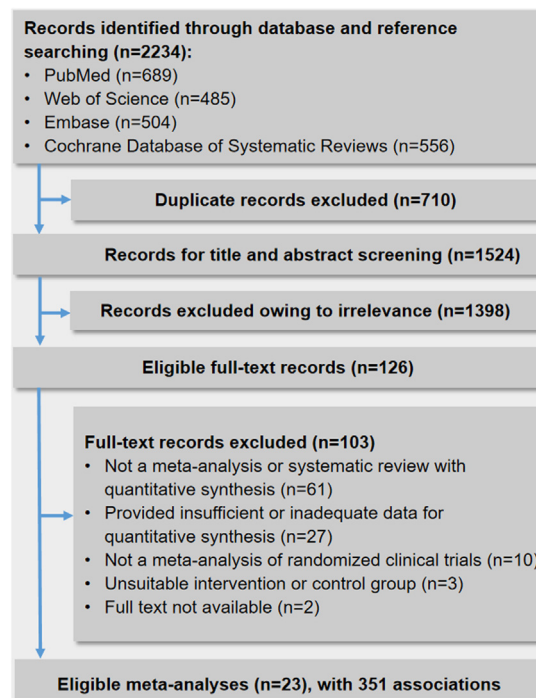 Records identified through database and reference
searching (n=2234):
• PubMed (n=689)
• Web of Science (n=485)
• Embase (n=504)
• Cochrane Database of Systematic Reviews (n=556)
Duplicate records excluded (n=710)
Records for title and abstract screening (n=1524)
Records excluded owing to irrelevance (n=1398)
Eligible full-text records (n=126)
Full-text records excluded (n=103)
• Not a meta-analysis or systematic review with
quantitative synthesis (n=61)
• Provided insufficient or inadequate data for
quantitative synthesis (n=27)
• Not a meta-analysis of randomized clinical trials (n=10)
• Unsuitable intervention or control group (n=3)
• Full text not available (n=2)
Eligible meta-analyses (n=23), with 351 associations